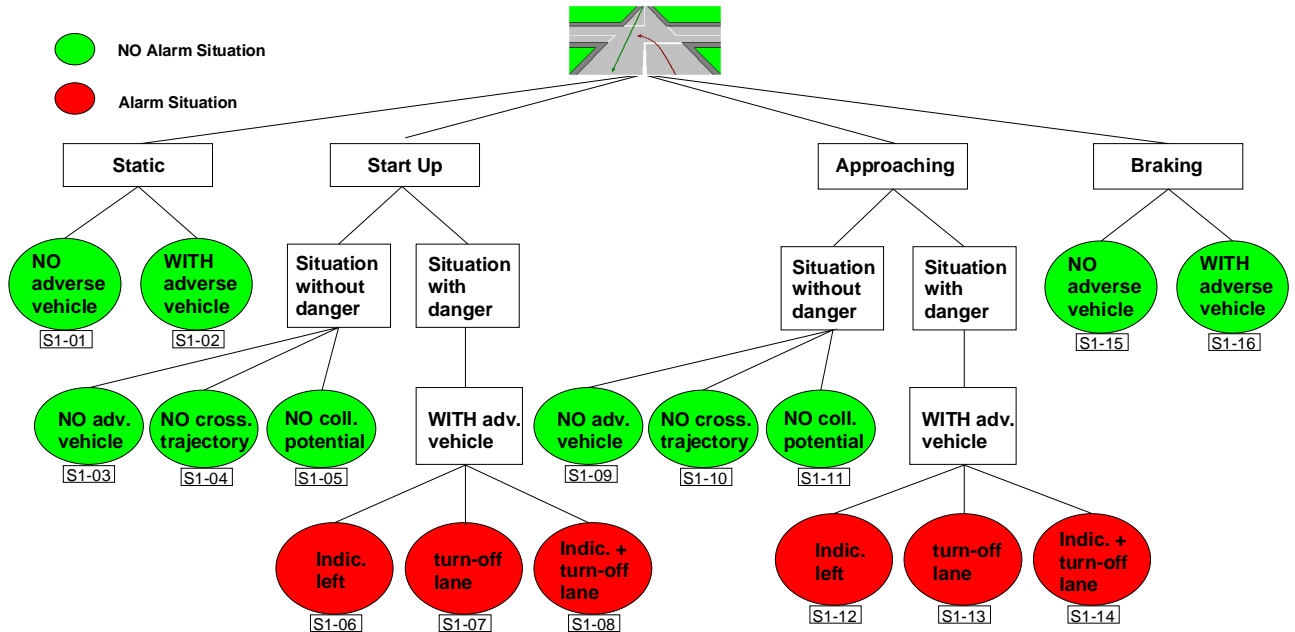 NO Alarm Situation
Alarm Situation
Static
Start Up
Approaching
Braking
NO
adverse
vehicle
S1-01
WITH
adverse
vehicle
S1-02
Situation
without
danger
Situation
with
danger
Situation
without
danger
Situation
with
danger
NO
adverse
vehicle
S1-15
WITH
adverse
vehicle
S1-16
NO adv.
vehicle
S1-03
NO cross.
trajectory
S1-04
NO coll.
potential
S1-05
WITH adv.
vehicle
NO adv.
vehicle
S1-09
NO cross.
trajectory
S1-10
NO coll.
potential
S1-11
WITH adv.
vehicle
Indic.
left
S1-06
turn-off
lane
S1-07
Indic. +
turn-off
lane
S1-08
Indic.
left
S1-12
turn-off
lane
S1-13
Indic. +
turn-off
lane
S1-14